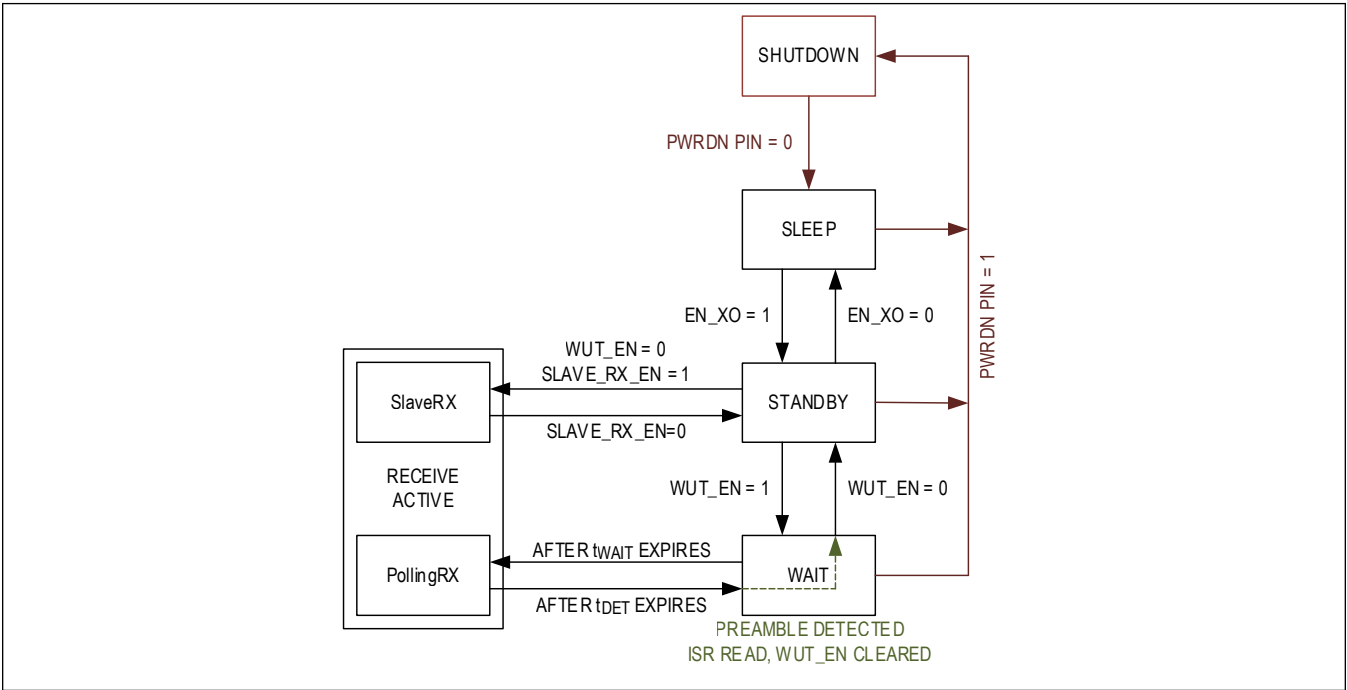 SHUTDOWN
PWRDN PIN = 0
SLEEP
PWRDN PIN = 1
EN_XO = 1
EN_XO = 0
WUT_EN = 0
SLAVE_RX_EN = 1
SlaveRX
STANDBY
SLAVE_RX_EN=0
RECEIVE
ACTIVE
WUT_EN = 1
WUT_EN = 0
AFTER tWAIT EXPIRES
PollingRX
WAIT
AFTER tDET EXPIRES
PREAMBLE DETECTED
ISR READ, WUT_EN CLEARED